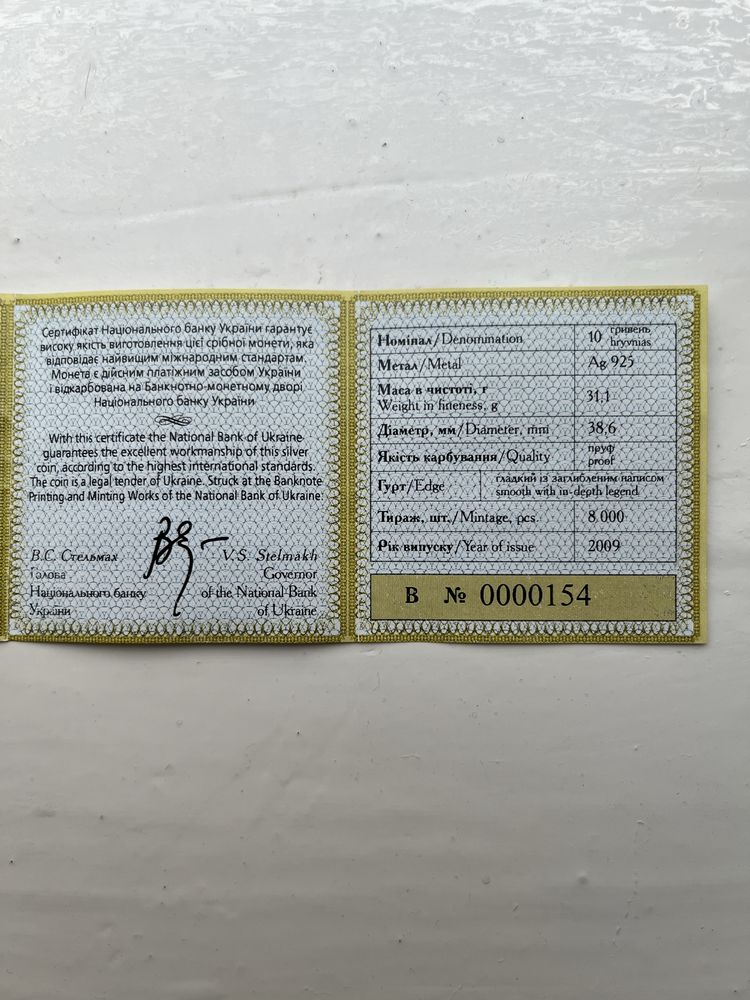 Сертифікат Національного банку України гарантує
високу якість виготовлення цієї срібної монети, яка
відповідає найвищим міжнародним стандартам.
Монета є дійсним платіжним засобом України
і відкарбована на Банкнотно-монетному дворі
Національного банку України
With this certificate the National Bank of Ukraine
guarantees the excellent workmanship of this silver
coin, according to the highest international standards.
The coin is a legal tender of Ukraine. Struck at the Banknote
Printing and Minting Works of the National Bank of Ukraine
В.С. Стельмах V.S. Stelmakh
Голова Governor
Національного банку of the National Bank
України of Ukraine
Номінал/Denomination 10 гривень hryvnias
Метал/Metal Ag 925
Маса в чистоті, г
Weight in fineness, g 31,1
Діаметр, мм/Diameter, mm 38,6
Якість карбування/Quality пруф proof
Гурт/Edge гладкий із заглибленим написом
smooth with in-depth legend
Тираж, шт./Mintage, pcs. 8 000
Рік випуску/Year of issue 2009
В № 0000154